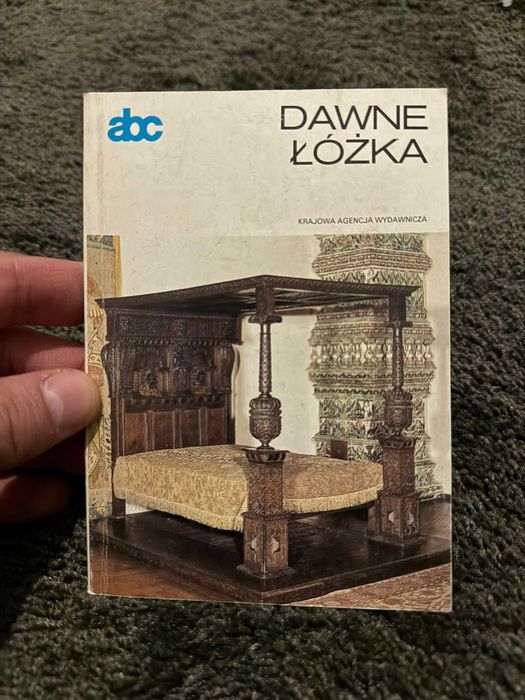 abc
DAWNE
ŁÓŻKA
KRAJOWA AGENCJA WYDAWNICZA